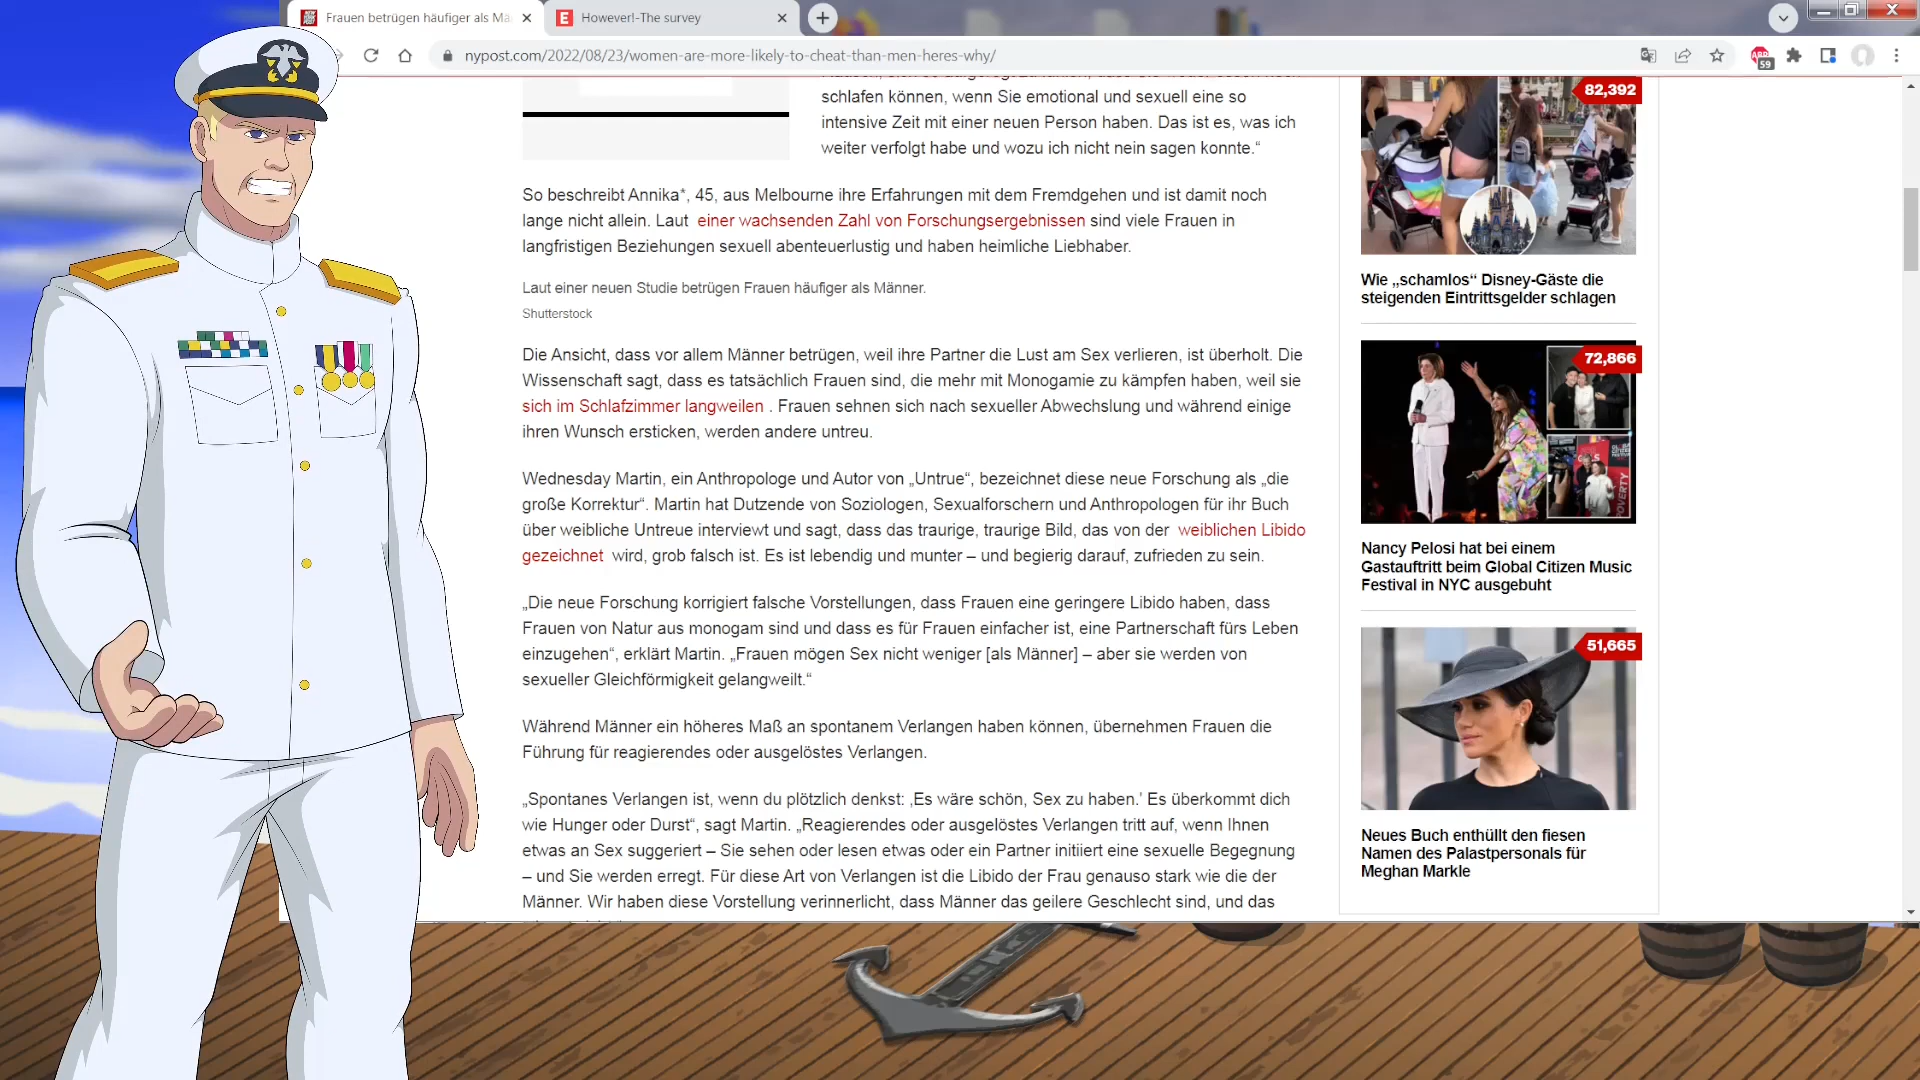 Frauen betrügen häufiger als Mä
However!-The survey
nypost.com/2022/08/23/women-are-more-likely-to-cheat-than-men-heres-why/
ABP
59
schlafen können, wenn Sie emotional und sexuell eine so
intensive Zeit mit einer neuen Person haben. Das ist es, was ich
weiter verfolgt habe und wozu ich nicht nein sagen konnte.“
So beschreibt Annika*, 45, aus Melbourne ihre Erfahrungen mit dem Fremdgehen und ist damit noch
lange nicht allein. Laut einer wachsenden Zahl von Forschungsergebnissen sind viele Frauen in
langfristigen Beziehungen sexuell abenteuerlustig und haben heimliche Liebhaber.
Laut einer neuen Studie betrügen Frauen häufiger als Männer.
Shutterstock
Die Ansicht, dass vor allem Männer betrügen, weil ihre Partner die Lust am Sex verlieren, ist überholt. Die
Wissenschaft sagt, dass es tatsächlich Frauen sind, die mehr mit Monogamie zu kämpfen haben, weil sie
sich im Schlafzimmer langweilen . Frauen sehnen sich nach sexueller Abwechslung und während einige
ihren Wunsch ersticken, werden andere untreu.
Wednesday Martin, ein Anthropologe und Autor von „Untrue“, bezeichnet diese neue Forschung als „die
große Korrektur“. Martin hat Dutzende von Soziologen, Sexualforschern und Anthropologen für ihr Buch
über weibliche Untreue interviewt und sagt, dass das traurige, traurige Bild, das von der weiblichen Libido
gezeichnet wird, grob falsch ist. Es ist lebendig und munter – und begierig darauf, zufrieden zu sein.
„Die neue Forschung korrigiert falsche Vorstellungen, dass Frauen eine geringere Libido haben, dass
Frauen von Natur aus monogam sind und dass es für Frauen einfacher ist, eine Partnerschaft fürs Leben
einzugehen“, erklärt Martin. „Frauen mögen Sex nicht weniger [als Männer] – aber sie werden von
sexueller Gleichförmigkeit gelangweilt.“
Während Männer ein höheres Maß an spontanem Verlangen haben können, übernehmen Frauen die
Führung für reagierendes oder ausgelöstes Verlangen.
„Spontanes Verlangen ist, wenn du plötzlich denkst: ‚Es wäre schön, Sex zu haben.’ Es überkommt dich
wie Hunger oder Durst“, sagt Martin. „Reagierendes oder ausgelöstes Verlangen tritt auf, wenn Ihnen
etwas an Sex suggeriert – Sie sehen oder lesen etwas oder ein Partner initiiert eine sexuelle Begegnung
– und Sie werden erregt. Für diese Art von Verlangen ist die Libido der Frau genauso stark wie die der
Männer. Wir haben diese Vorstellung verinnerlicht, dass Männer das geilere Geschlecht sind, und das
82,392
Wie „schamlos“ Disney-Gäste die
steigenden Eintrittsgelder schlagen
72,866
POVERTY
Nancy Pelosi hat bei einem
Gastauftritt beim Global Citizen Music
Festival in NYC ausgebuht
51,665
Neues Buch enthüllt den fiesen
Namen des Palastpersonals für
Meghan Markle